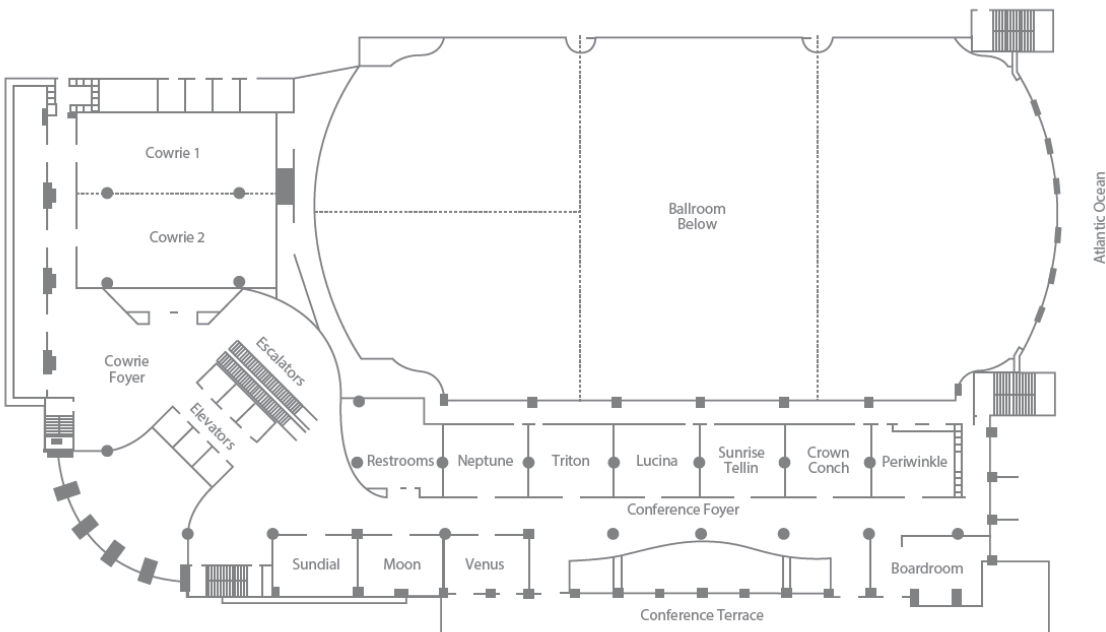 Cowrie 1
Cowrie 2
Ballroom
Below
Atlantic Ocean
Cowrie
Foyer
Escalators
Elevators
Restrooms
Neptune
Triton
Lucina
Sunrise
Tellin
Crown
Conch
Periwinkle
Conference Foyer
Sundial
Moon
Venus
Boardroom
Conference Terrace